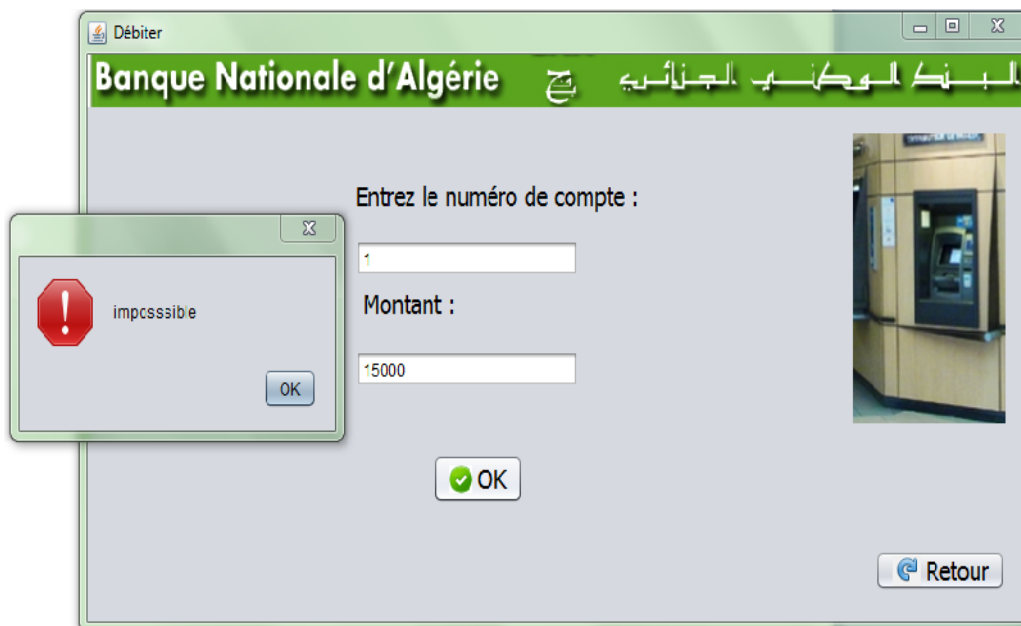 Débiter
Banque Nationale d'Algérie البنك الوطني الجزائري
Entrez le numéro de compte :
1
impossible
Montant :
15000
OK
OK
Retour